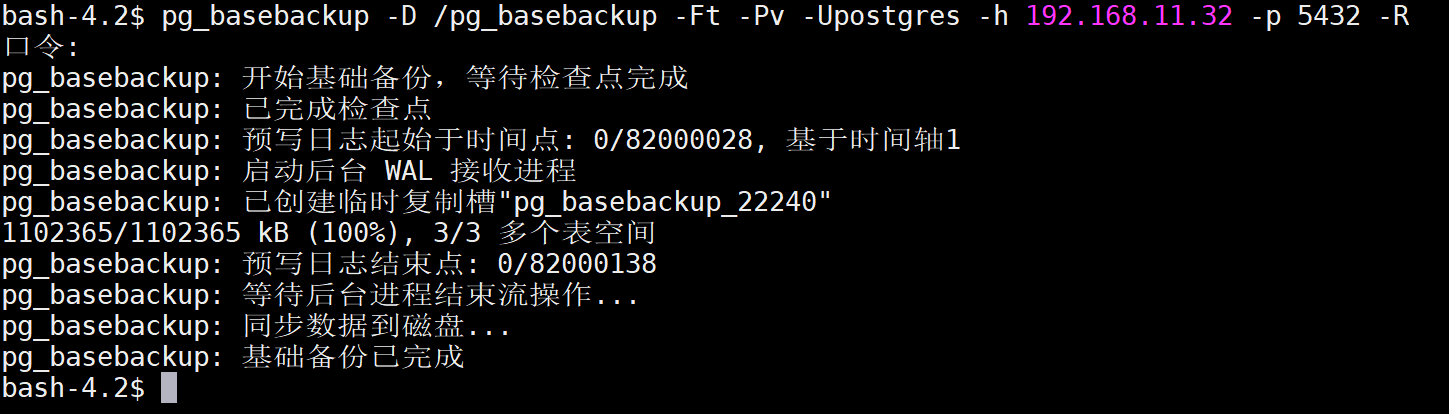 bash-4.2$ pg_basebackup -D /pg_basebackup -Ft -Pv -Upostgres -h 192.168.11.32 -p 5432 -R
口令:
pg_basebackup: 开始基础备份，等待检查点完成
pg_basebackup: 已完成检查点
pg_basebackup: 预写日志起始于时间点: 0/82000028, 基于时间轴1
pg_basebackup: 启动后台 WAL 接收进程
pg_basebackup: 已创建临时复制槽"pg_basebackup_22240"
1102365/1102365 kB (100%), 3/3 多个表空间
pg_basebackup: 预写日志结束点: 0/82000138
pg_basebackup: 等待后台进程结束流操作...
pg_basebackup: 同步数据到磁盘...
pg_basebackup: 基础备份已完成
bash-4.2$